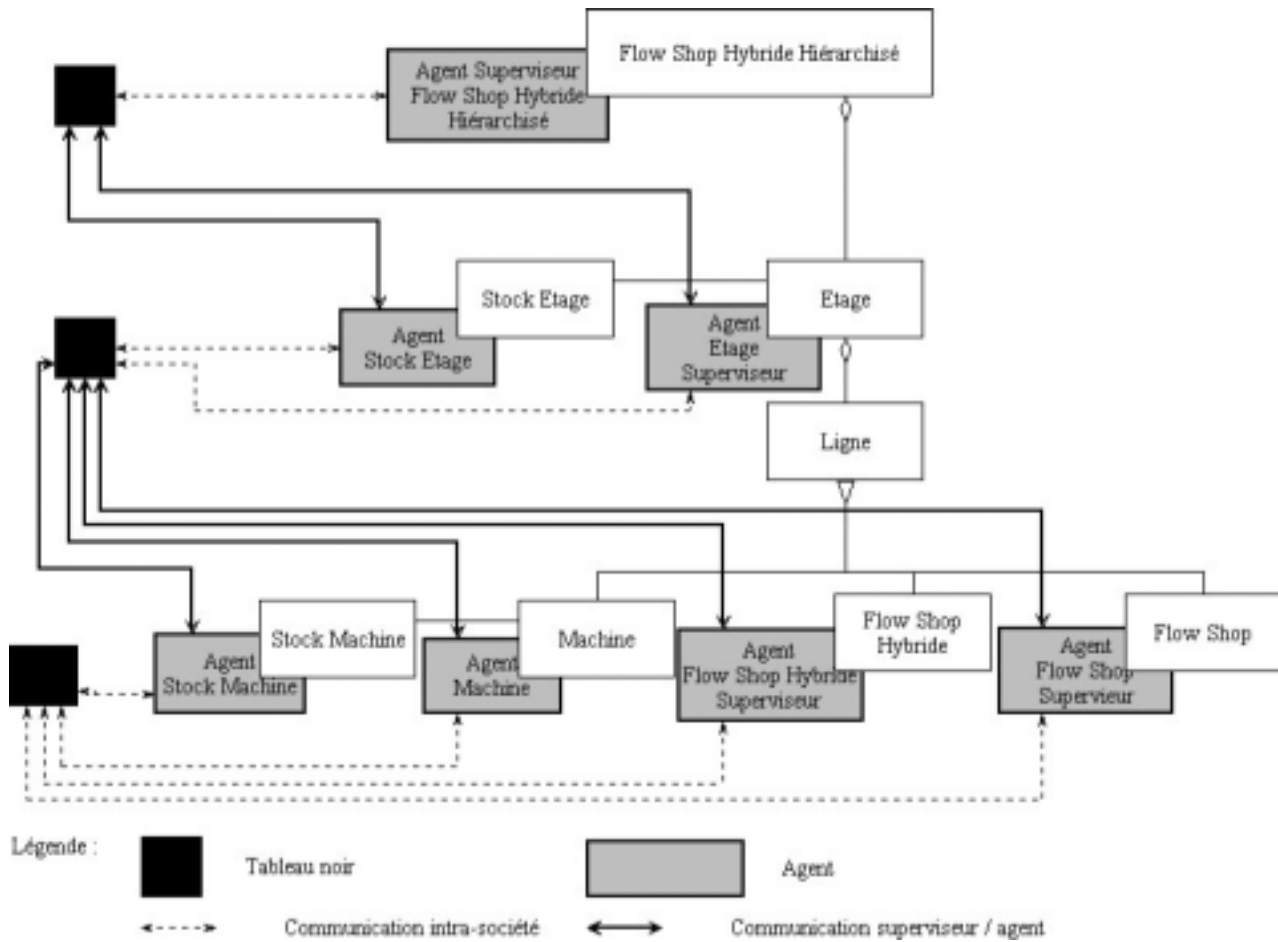 Flow Shop Hybride Hiérarchisé
Agent Superviseur
Flow Shop Hybride
Hiérarchisé
Stock Etage
Etage
Agent
Stock Etage
Agent
Etage
Superviseur
Ligne
Stock Machine
Machine
Flow Shop
Hybride
Flow Shop
Agent
Stock Machine
Agent
Machine
Agent
Flow Shop Hybride
Superviseur
Agent
Flow Shop
Supervieur
Légende :
Tableau noir
Agent
Communication intra-société
Communication superviseur / agent